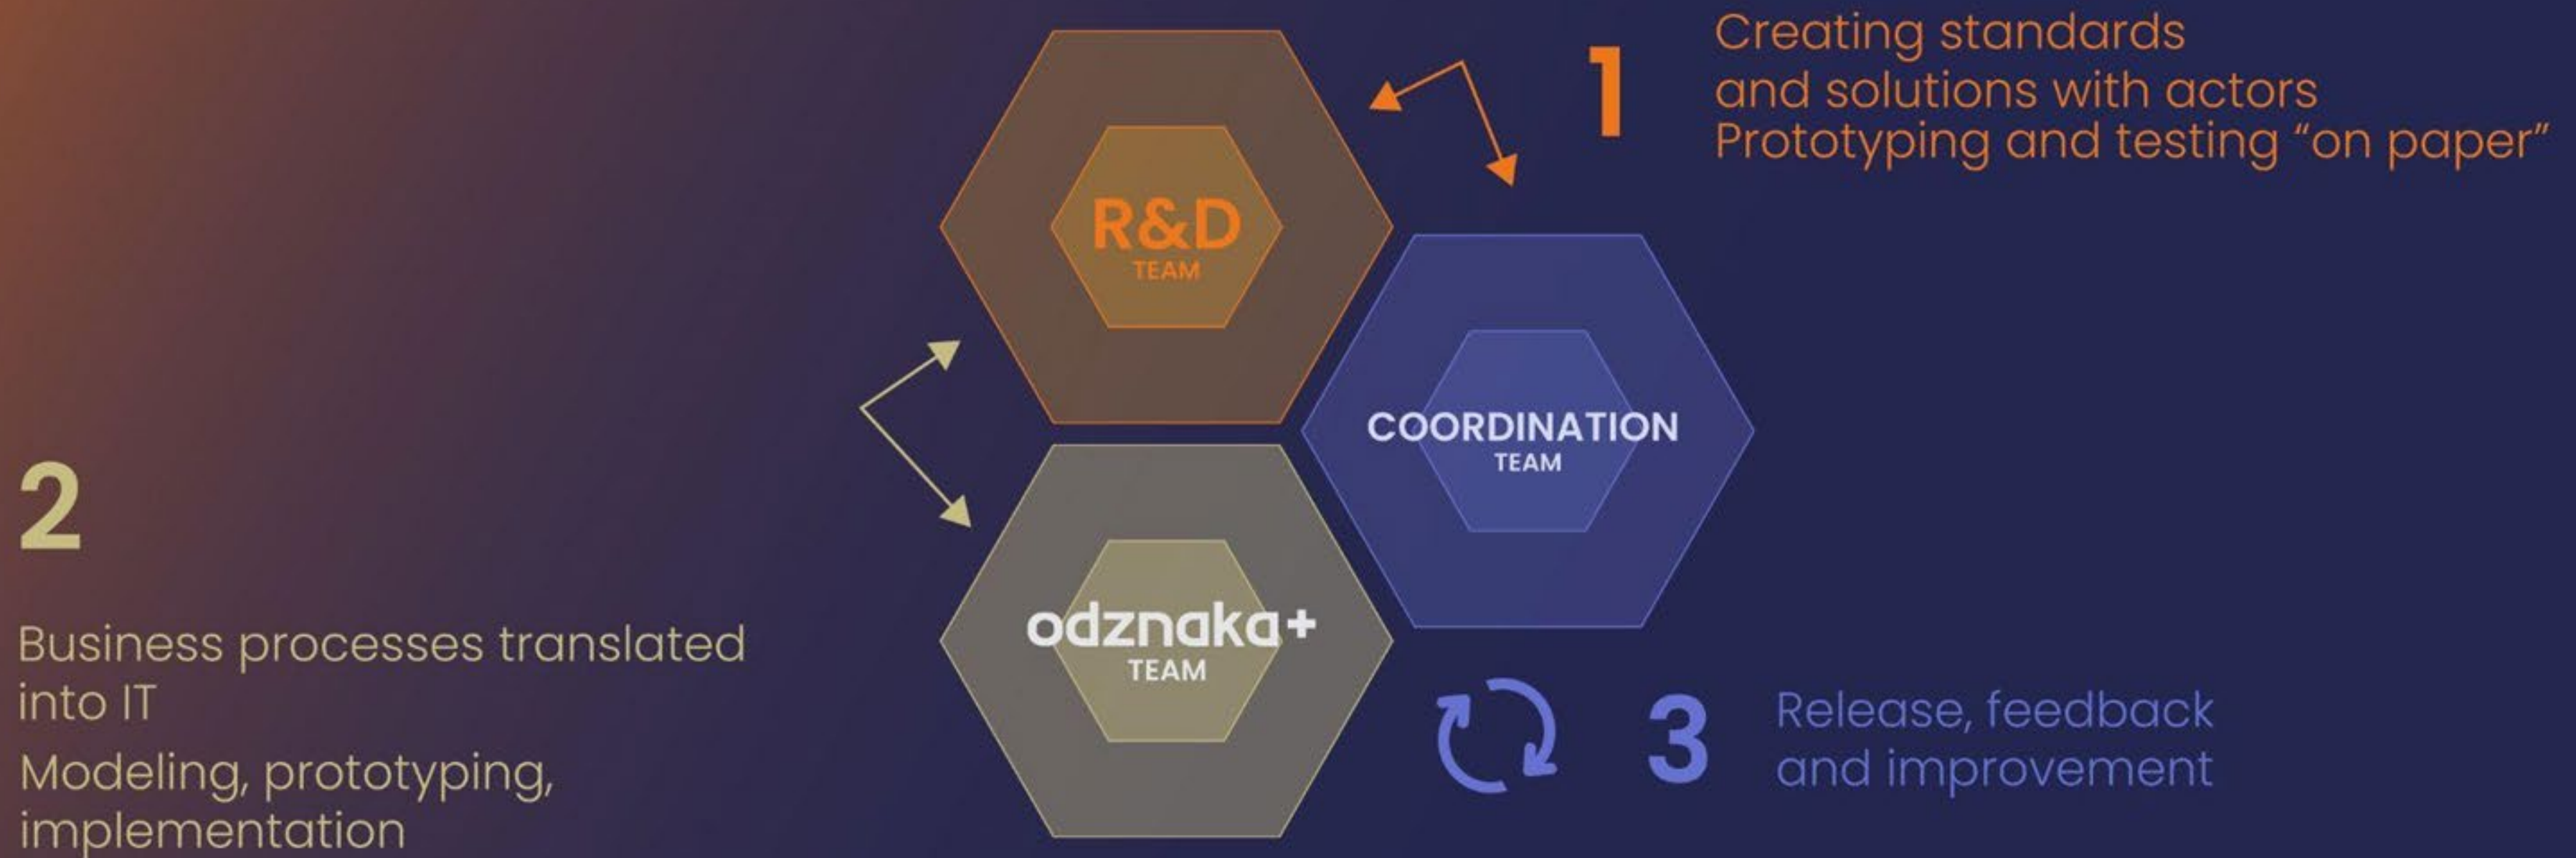 1
Creating standards
and solutions with actors
Prototyping and testing “on paper”
R&D
TEAM
COORDINATION
TEAM
2
Business processes translated
into IT
Modeling, prototyping,
implementation
odznaka+
TEAM
3
Release, feedback
and improvement